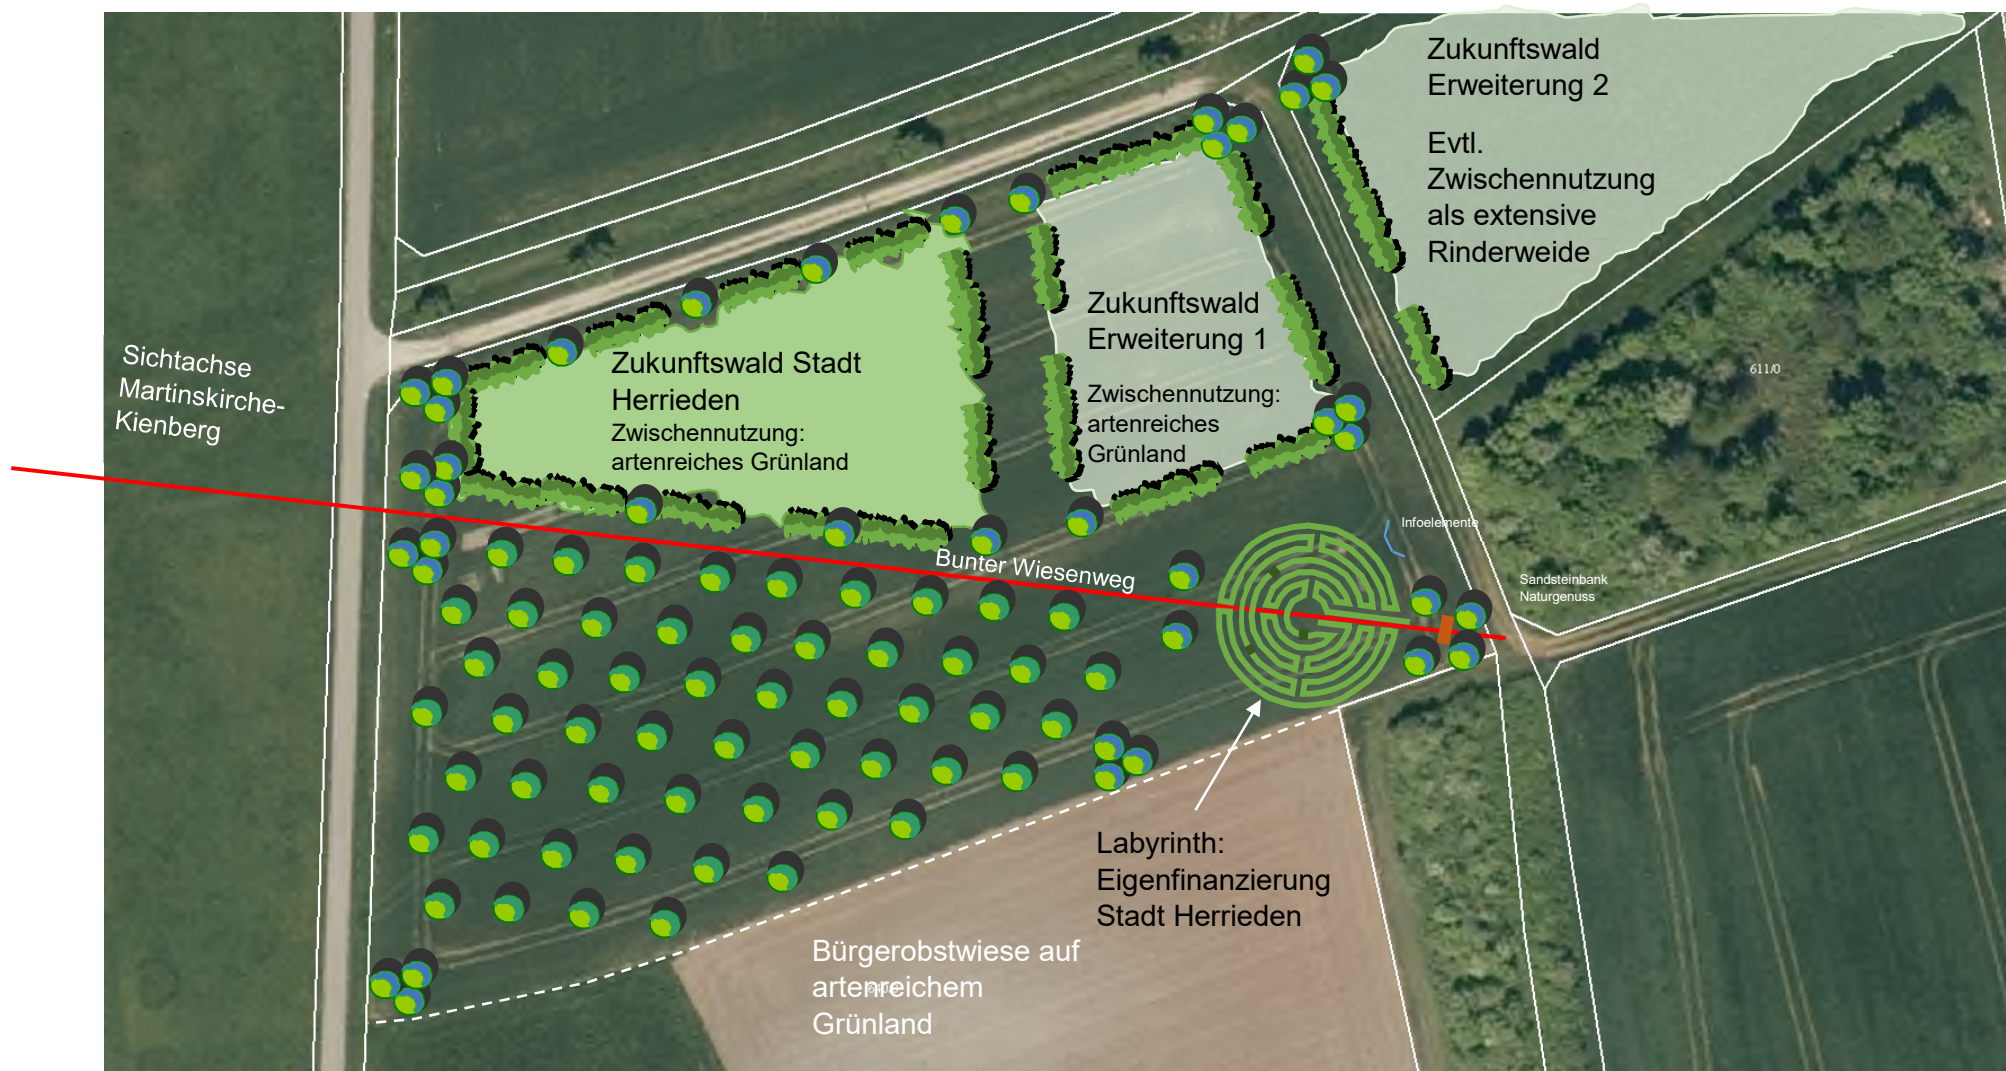 Zukunftswald
Erweiterung 2
Evtl.
Zwischennutzung
als extensive
Rinderweide
Zukunftswald
Erweiterung 1
Zwischennutzung:
artenreiches
Grünland
Zukunftswald Stadt
Herrieden
Zwischennutzung:
artenreiches Grünland
Sichtachse
Martinskirche-
Kienberg
611/0
Infoelemente
Bunter Wiesenweg
Sandsteinbank
Naturgenuss
Labyrinth:
Eigenfinanzierung
Stadt Herrieden
Bürgerobstwiese auf
artenreichem
Grünland